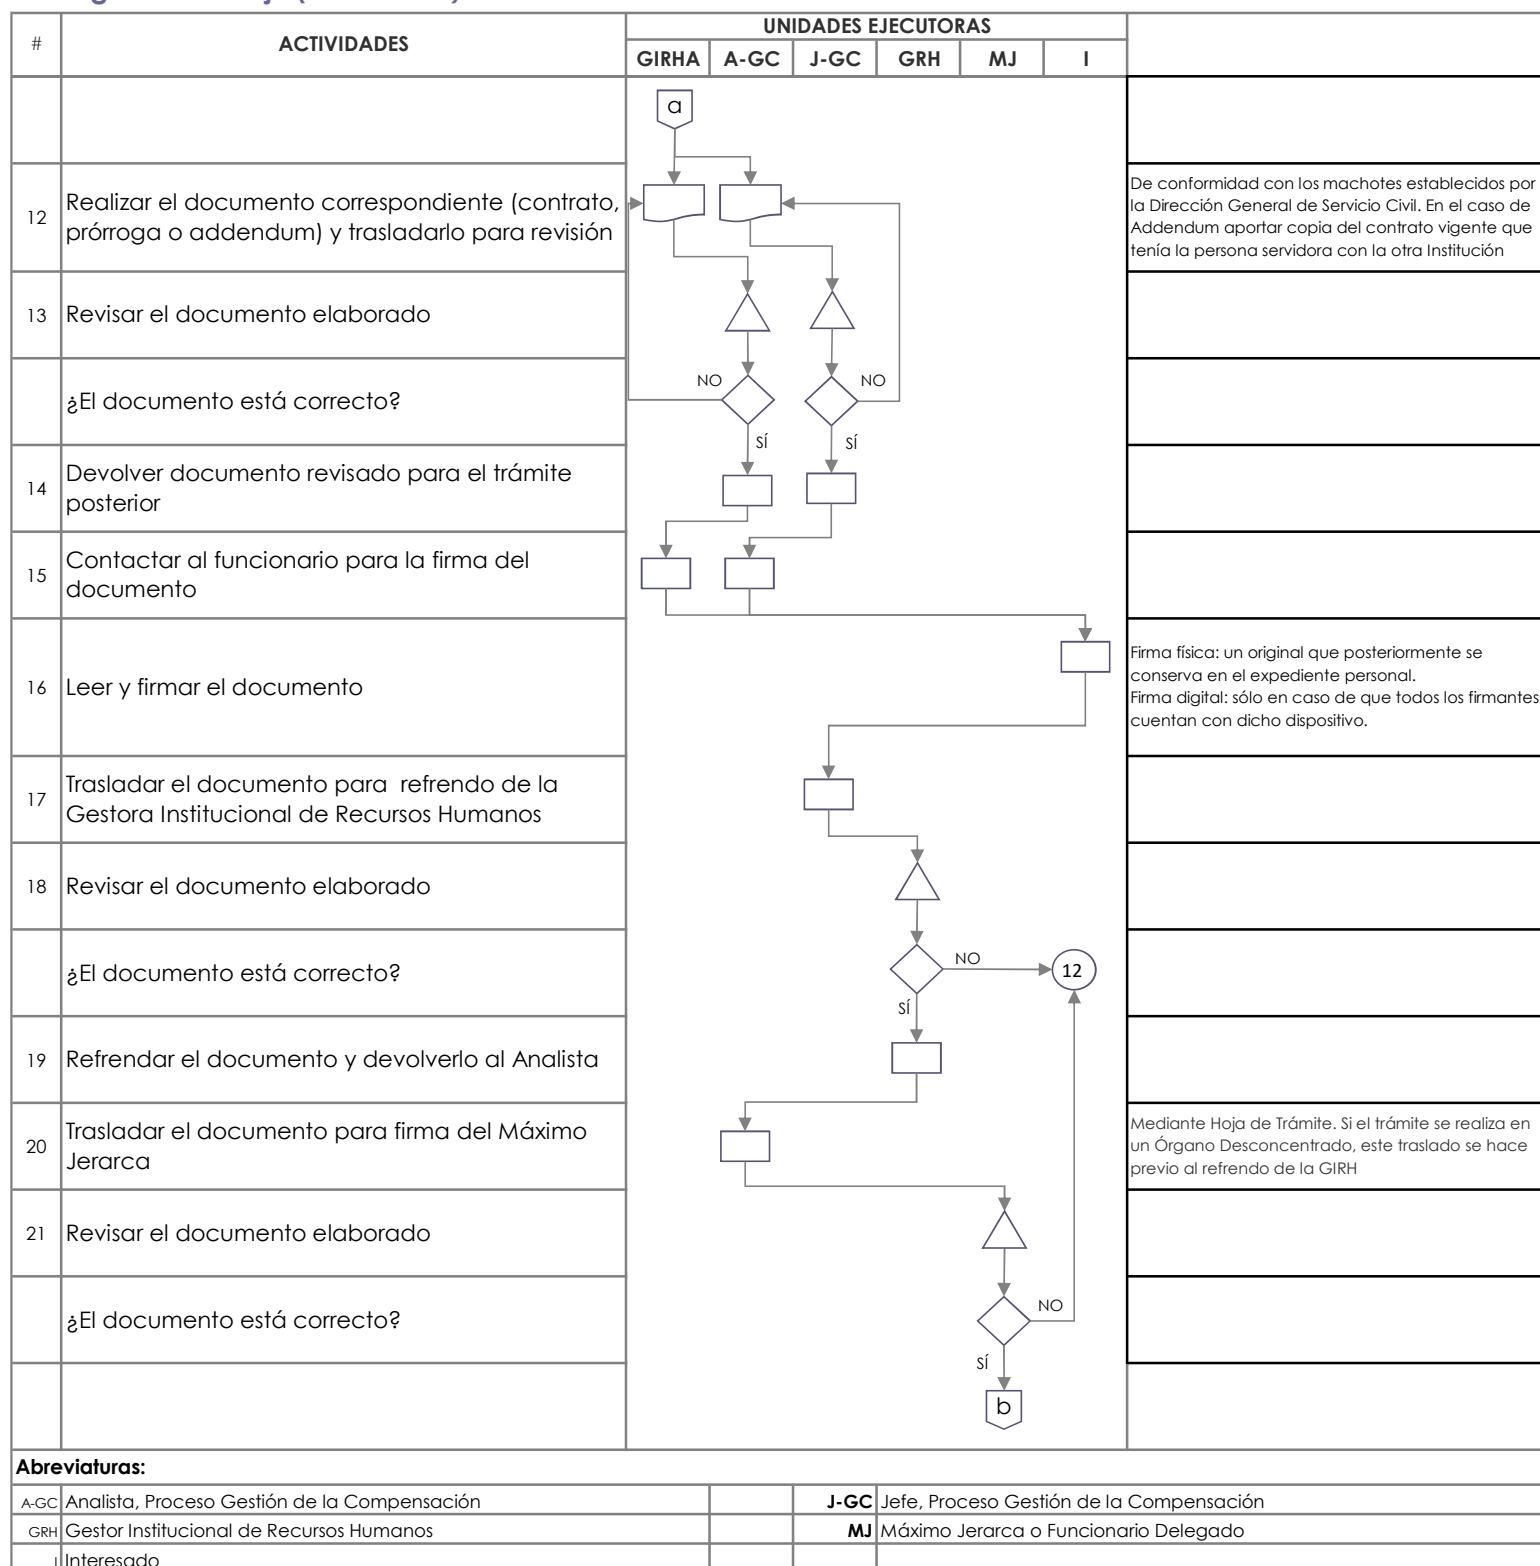 # ACTIVIDADES UNIDADES EJECUTORAS
GIRHA A-GC J-GC GRH MJ I
a
12 Realizar el documento correspondiente (contrato,
prórroga o addendum) y trasladarlo para revisión
De conformidad con los machotes establecidos por
la Dirección General de Servicio Civil. En el caso de
Addendum aportar copia del contrato vigente que
tenía la persona servidora con la otra Institución
13 Revisar el documento elaborado
¿El documento está correcto?
NO NO
SÍ SÍ
14 Devolver documento revisado para el trámite
posterior
15 Contactar al funcionario para la firma del
documento
16 Leer y firmar el documento
Firma física: un original que posteriormente se
conserva en el expediente personal.
Firma digital: sólo en caso de que todos los firmantes
cuentan con dicho dispositivo.
17 Trasladar el documento para refrendo de la
Gestora Institucional de Recursos Humanos
18 Revisar el documento elaborado
¿El documento está correcto?
NO 12
SÍ
19 Refrendar el documento y devolverlo al Analista
20 Trasladar el documento para firma del Máximo
Jerarca
Mediante Hoja de Trámite. Si el trámite se realiza en
un Órgano Desconcentrado, este traslado se hace
previo al refrendo de la GIRH
21 Revisar el documento elaborado
¿El documento está correcto?
NO
SÍ
b
Abreviaturas:
A-GC Analista, Proceso Gestión de la Compensación J-GC Jefe, Proceso Gestión de la Compensación
GRH Gestor Institucional de Recursos Humanos MJ Máximo Jerarca o Funcionario Delegado
I Interesado